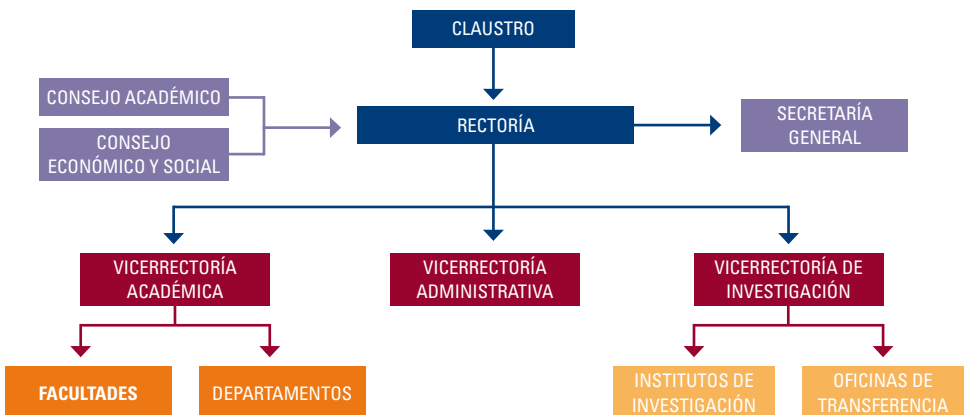 CLAUSTRO
CONSEJO ACADÉMICO
CONSEJO
ECONÓMICO Y SOCIAL
RECTORÍA
SECRETARÍA
GENERAL
VICERRECTORÍA
ACADÉMICA
VICERRECTORÍA
ADMINISTRATIVA
VICERRECTORÍA DE
INVESTIGACIÓN
FACULTADES
DEPARTAMENTOS
INSTITUTOS DE
INVESTIGACIÓN
OFICINAS DE
TRANSFERENCIA